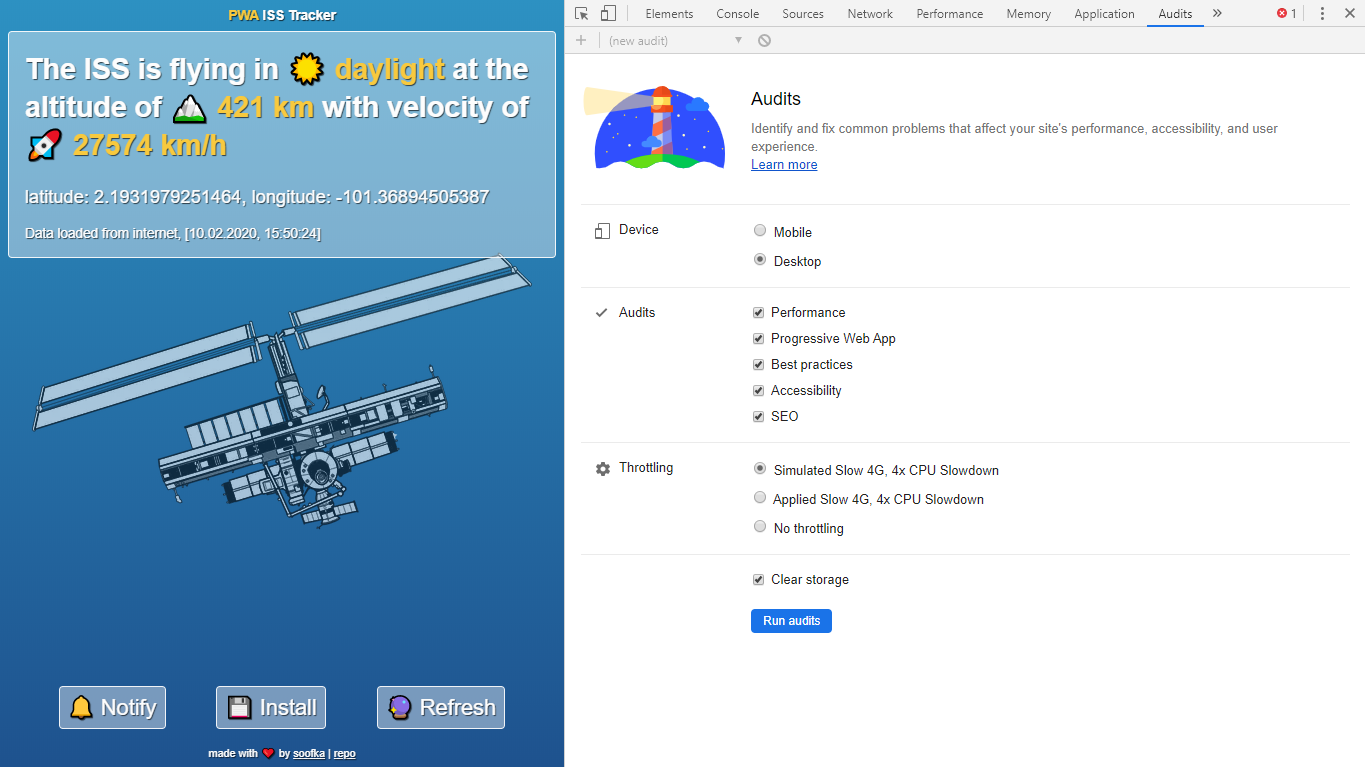 PWA ISS Tracker
The ISS is flying in daylight at the
altitude of 421 km with velocity of
27574 km/h
latitude: 2.1931979251464, longitude: -101.36894505387
Data loaded from internet, [10.02.2020, 15:50:24]
Notify
Install
Refresh
made with by soofka | repo
Elements Console Sources Network Performance Memory Application Audits » 1
(new audit)
Audits
Identify and fix common problems that affect your site's performance, accessibility, and user
experience.
Learn more
Device
Mobile
Desktop
Audits
Performance
Progressive Web App
Best practices
Accessibility
SEO
Throttling
Simulated Slow 4G, 4x CPU Slowdown
Applied Slow 4G, 4x CPU Slowdown
No throttling
Clear storage
Run audits